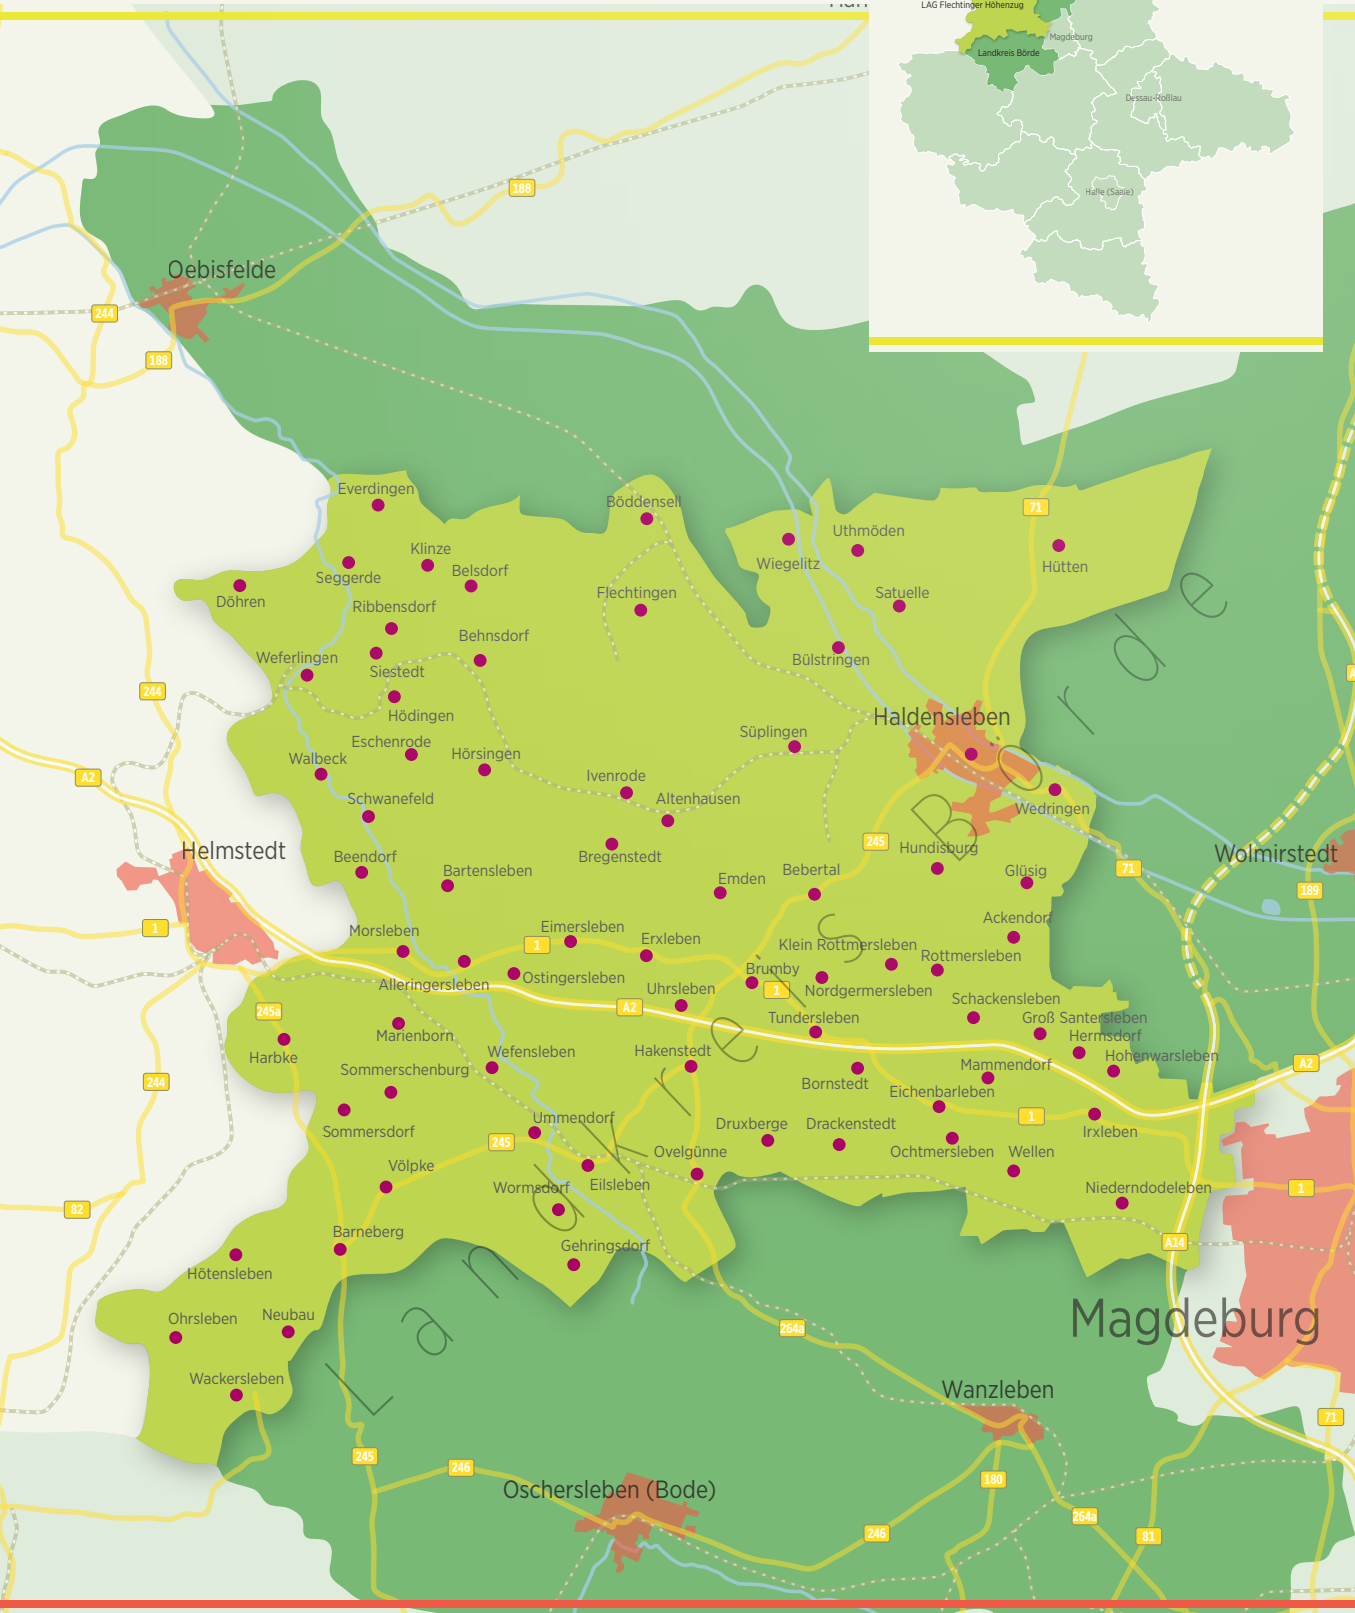 LAG Flechtinger Höhenzug
Magdeburg
Landkreis Börde
Dessau-Roßlau
Halle (Saale)
188
Oebisfelde
244
188
Everdingen
Böddensell
71
Uthmöden
Klinze
Wiegelitz
Hütten
Seggerde
Belsdorf
Döhren
Flechtingen
Satuelle
Ribbensdorf
Behnsdorf
Weferlingen
Siestedt
Bülstringen
244
Hödingen
Haldensleben
Süplingen
Eschenrode
Hörsingen
Walbeck
A2
Ivenrode
Altenhausen
Schwanefeld
Wedringen
245
Helmstedt
Beendorf
Bregenstedt
Hundisburg
Wolmirstedt
Bartensleben
Bebertal
Emden
Glüsig
71
189
Ackendorf
1
Morsleben
1
Eimersleben
Erxleben
Klein Rottmersleben
Rottmersleben
Alleringersleben
Ostingersleben
Brumby
1
Nordgermersleben
Uhrsleben
Schackensleben
A2
245a
Tundersleben
Groß Santersleben
Marienborn
Hermsdorf
Harbke
Wefensleben
Hakenstedt
Hohenwarsleben
A2
Sommerschenburg
Mammendorf
244
Bornstedt
Eichenbarleben
Sommersdorf
Ummendorf
Druxberge
Drackenstedt
1
Irxleben
245
Ovelgünne
Ochtmersleben
Wellen
Völpke
Wormsdorf
Eilsleben
Niederndodeleben
1
82
Barneberg
Gehringsdorf
A14
Hötensleben
Ohrsleben
Neubau
Magdeburg
264a
Wackersleben
Wanzleben
71
245
246
180
Oschersleben (Bode)
264a
246
81
Landkreis Börde